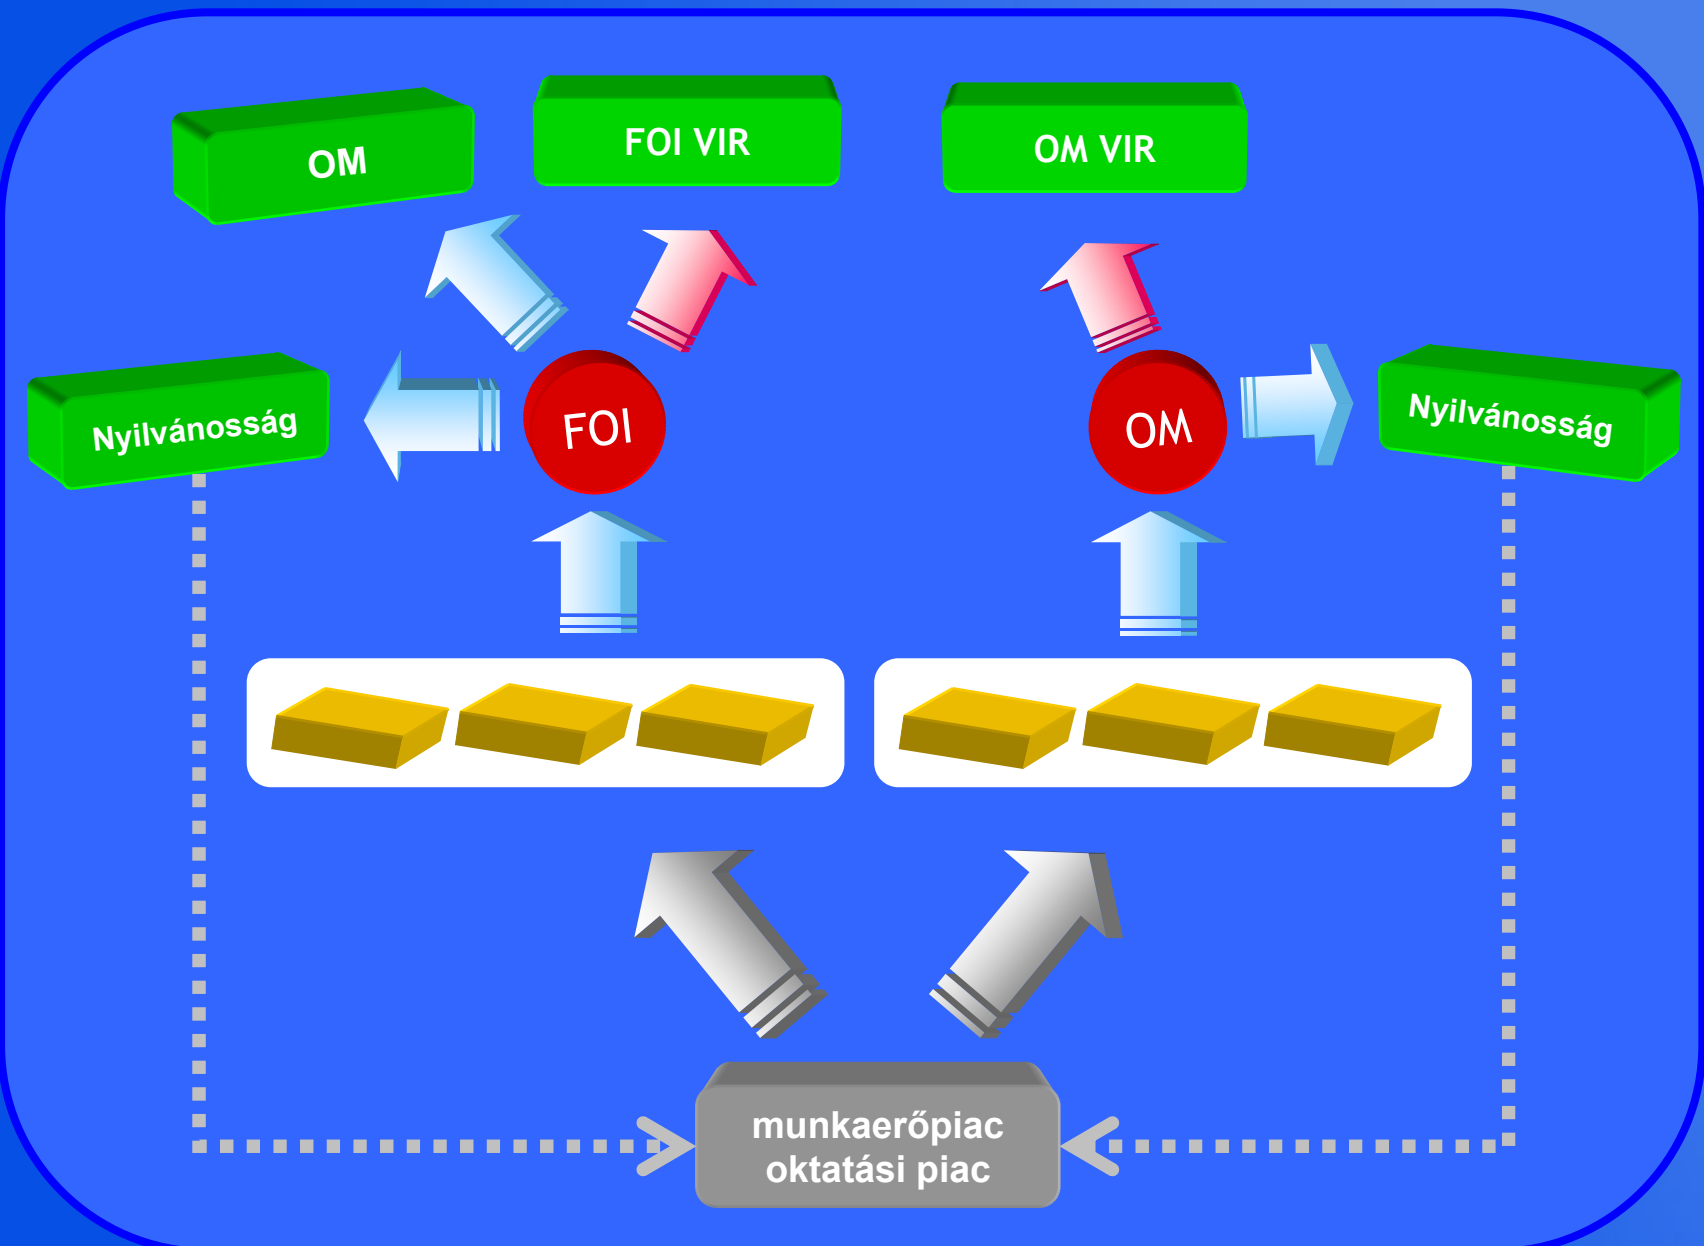 OM
FOI VIR
OM VIR
Nyilvánosság
FOI
OM
Nyilvánosság
munkaerőpiac
oktatási piac